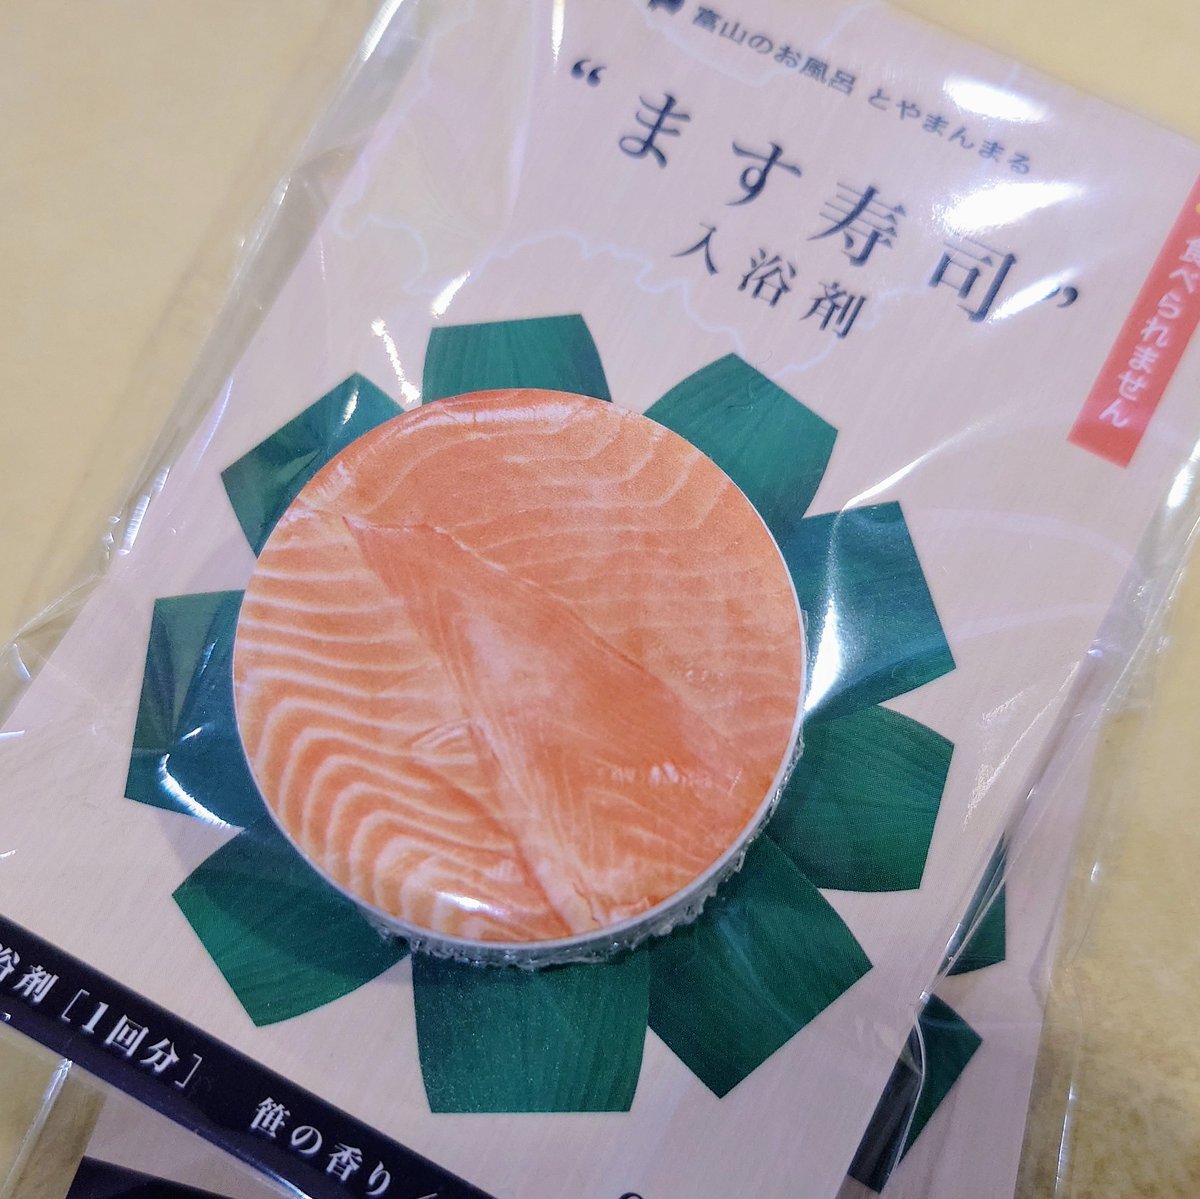 富山のお風呂 とやまんまる
“ます寿司”
入浴剤
食べられません
浴剤［1回分］ 笹の香り